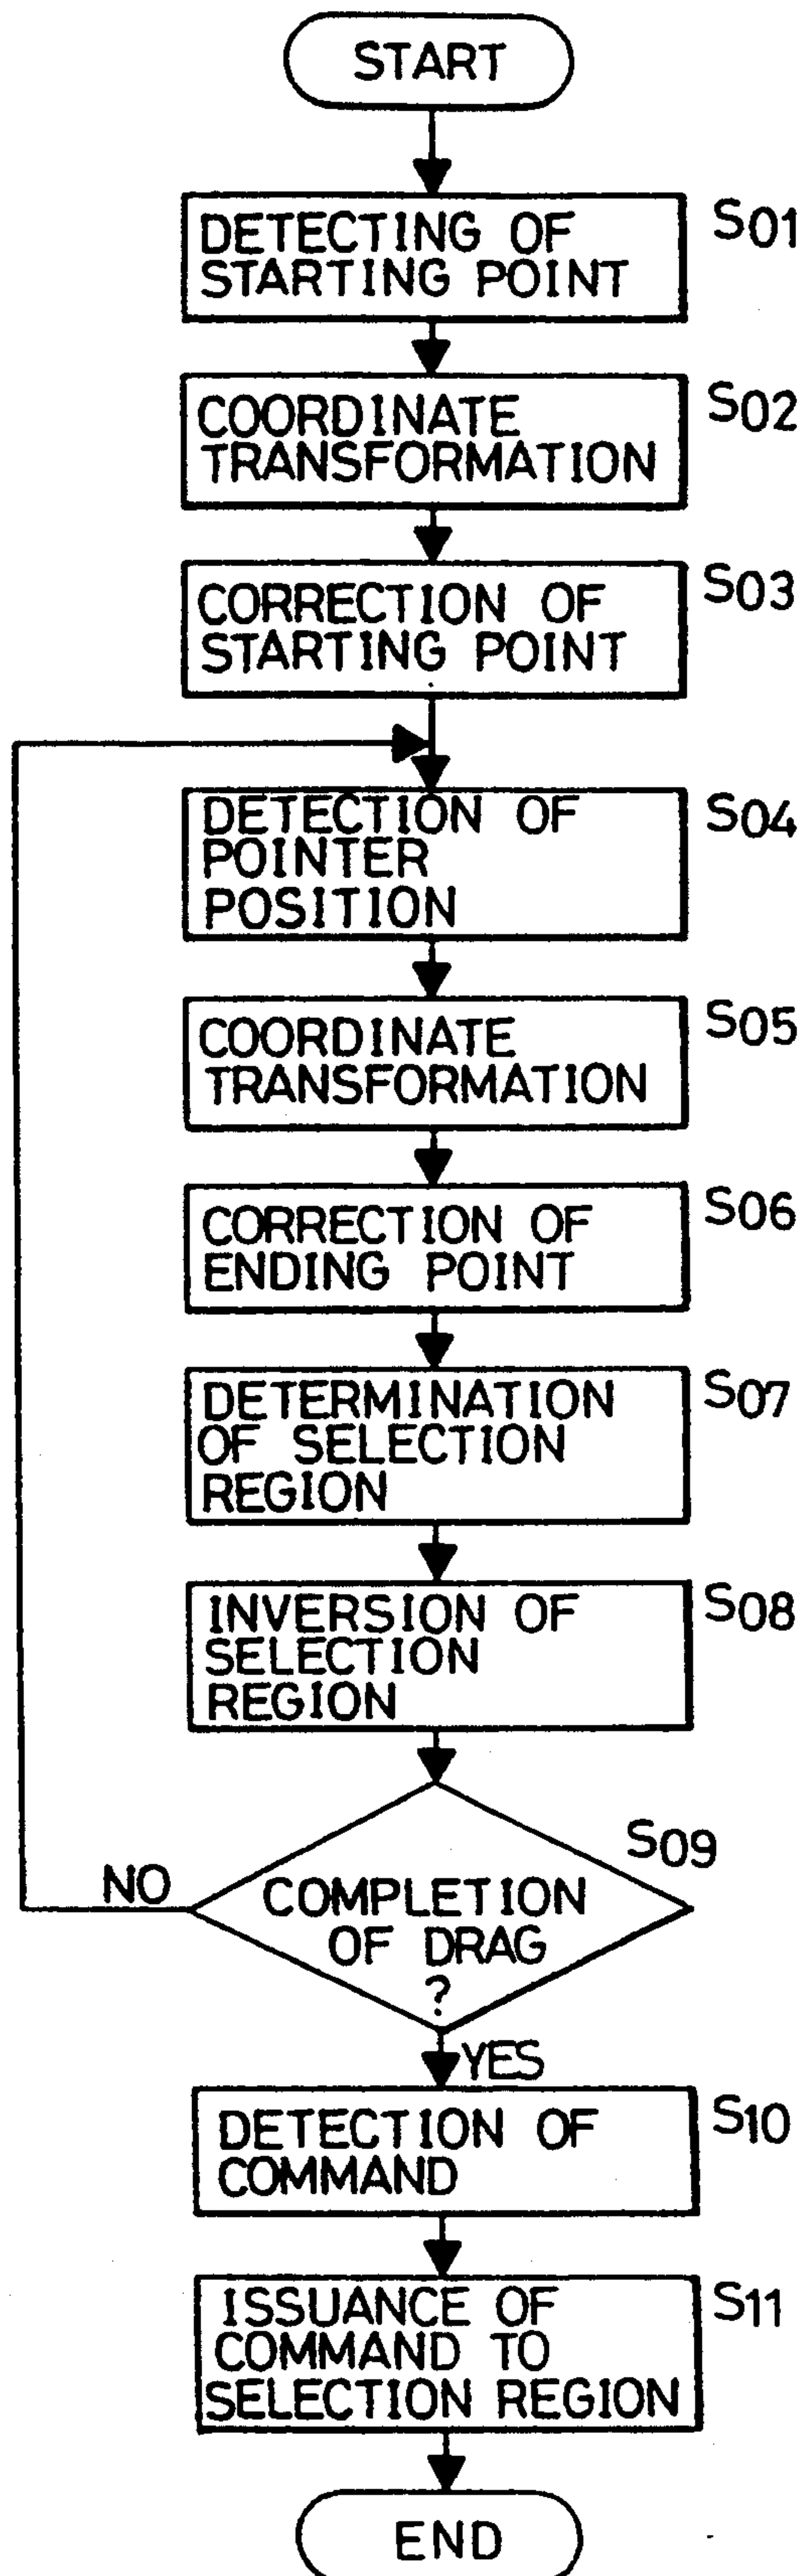 START
DETECTING OF
STARTING POINT
S01
COORDINATE
TRANSFORMATION
S02
CORRECTION OF
STARTING POINT
S03
DETECTION OF
POINTER
POSITION
S04
COORDINATE
TRANSFORMATION
S05
CORRECTION OF
ENDING POINT
S06
DETERMINATION
OF SELECTION
REGION
S07
INVERSION OF
SELECTION
REGION
S08
S09
NO
COMPLETION
OF DRAG
?
YES
DETECTION OF
COMMAND
S10
ISSUANCE OF
COMMAND TO
SELECTION REGION
S11
END